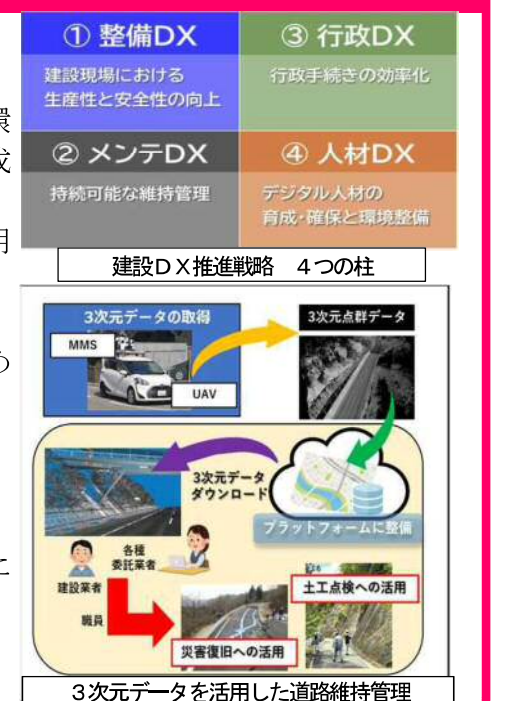 ① 整備DX
建設現場における
生産性と安全性の向上
③ 行政DX
行政手続きの効率化
② メンテDX
持続可能な維持管理
④ 人材DX
デジタル人材の
育成・確保と環境整備
建設ＤＸ推進戦略　４つの柱
環
成
用
め
に
3次元データの取得
MMS
UAV
3次元点群データ
3次元データ
ダウンロード
プラットフォームに整備
各種
委託業者
建設業者
職員
土工点検への活用
災害復旧への活用
３次元データを活用した道路維持管理